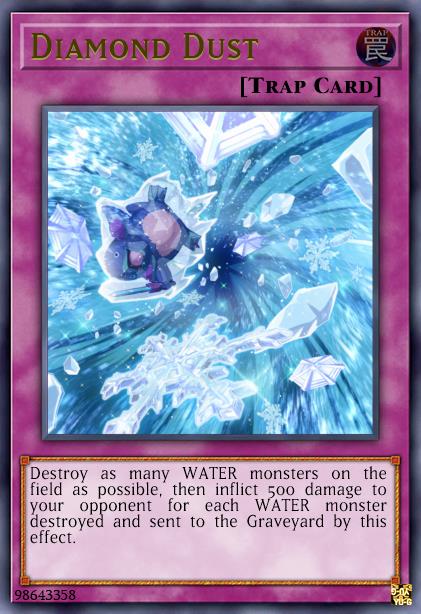 Diamond Dust
TRAP
罠
[Trap Card]
Destroy as many WATER monsters on the
field as possible, then inflict 500 damage to
your opponent for each WATER monster
destroyed and sent to the Graveyard by this
effect.
98643358